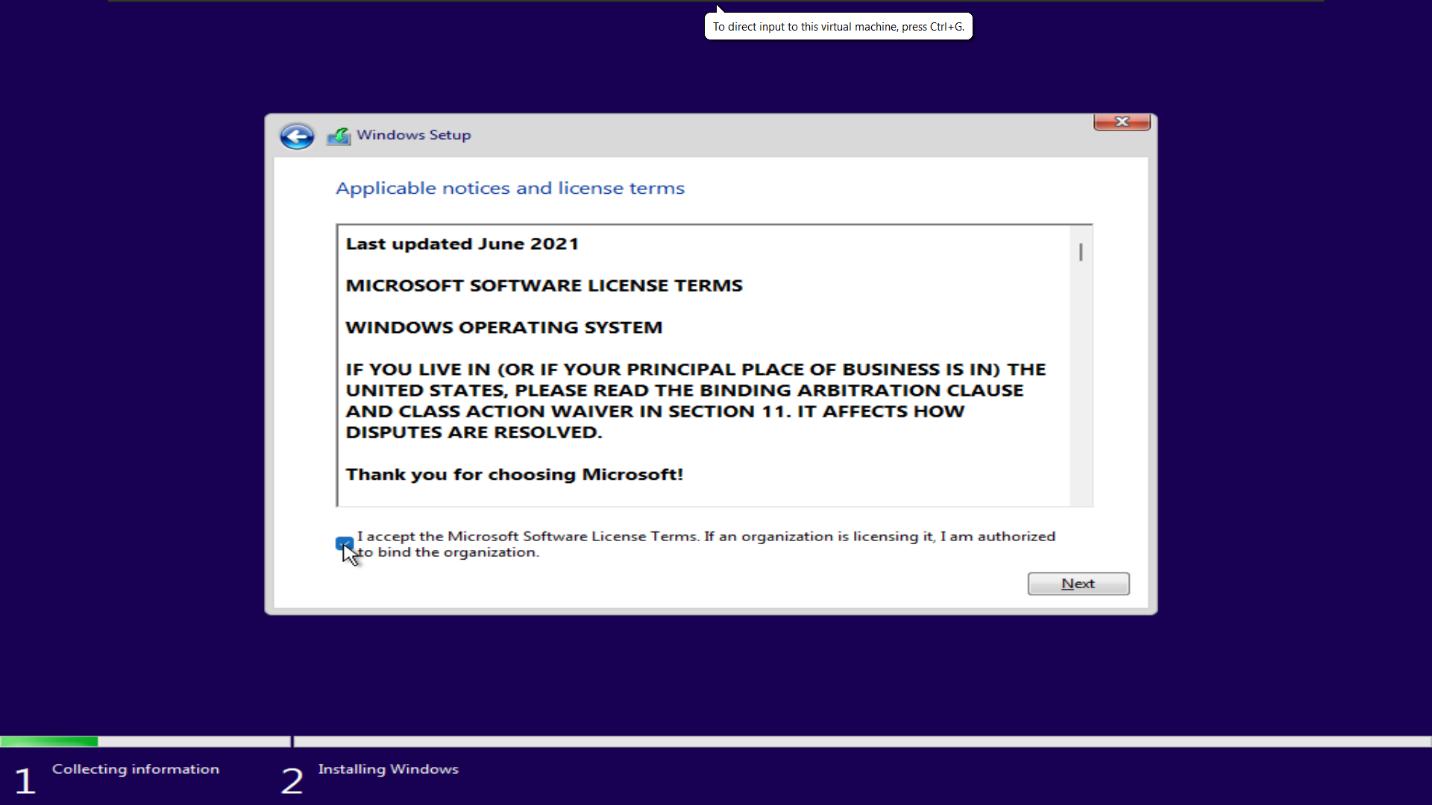 To direct input to this virtual machine, press Ctrl+G.
Windows Setup
Applicable notices and license terms
Last updated June 2021
MICROSOFT SOFTWARE LICENSE TERMS
WINDOWS OPERATING SYSTEM
IF YOU LIVE IN (OR IF YOUR PRINCIPAL PLACE OF BUSINESS IS IN) THE
UNITED STATES, PLEASE READ THE BINDING ARBITRATION CLAUSE
AND CLASS ACTION WAIVER IN SECTION 11. IT AFFECTS HOW
DISPUTES ARE RESOLVED.
Thank you for choosing Microsoft!
I accept the Microsoft Software License Terms. If an organization is licensing it, I am authorized
to bind the organization.
Next
1 Collecting information
2 Installing Windows